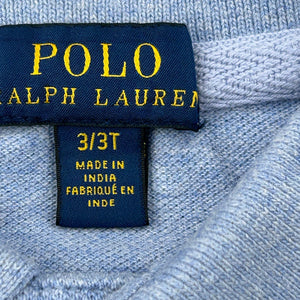 POLO
RALPH LAUREN
3/3T
MADE IN
INDIA
FABRIQUÉ EN
INDE